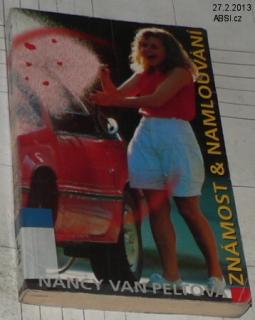 27.2.2013
ABSI.cz
ZNÁMOST & NAMLOUVÁNÍ
NANCY VAN PELTOVÁ